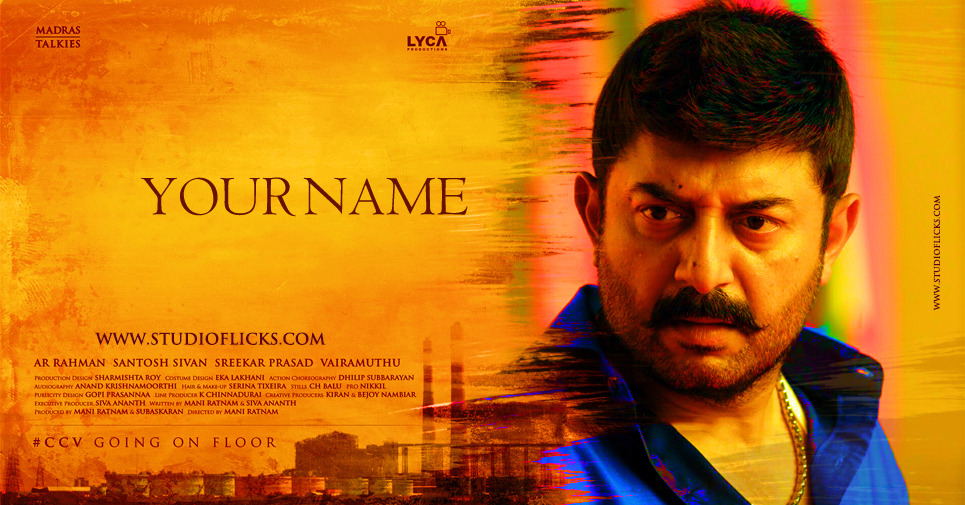 MADRAS
TALKIES
LYCA
PRODUCTIONS
YOUR NAME
WWW.STUDIOFLICKS.COM
WWW.STUDIOFLICKS.COM
AR RAHMAN SANTOSH SIVAN SREEKAR PRASAD VAIRAMUTHU
PRODUCTION DESIGN SHARMISHTA ROY COSTUME DESIGN EKA LAKHANI ACTION CHOREOGRAPHY DHILIP SUBBARAYAN
AUDIOGRAPHY ANAND KRISHNAMOORTHI HAIR & MAKE-UP SERINA TIXEIRA STILLS CH BALU PRO NIKKIL
PUBLICITY DESIGN GOPI PRASANNAA LINE PRODUCER K CHINNADURAI CREATIVE PRODUCERS KIRAN & BEJOY NAMBIAR
EXECUTIVE PRODUCER SIVA ANANTH WRITTEN BY MANI RATNAM & SIVA ANANTH
PRODUCED BY MANI RATNAM & SUBASKARAN DIRECTED BY MANI RATNAM
#CCV GOING ON FLOOR